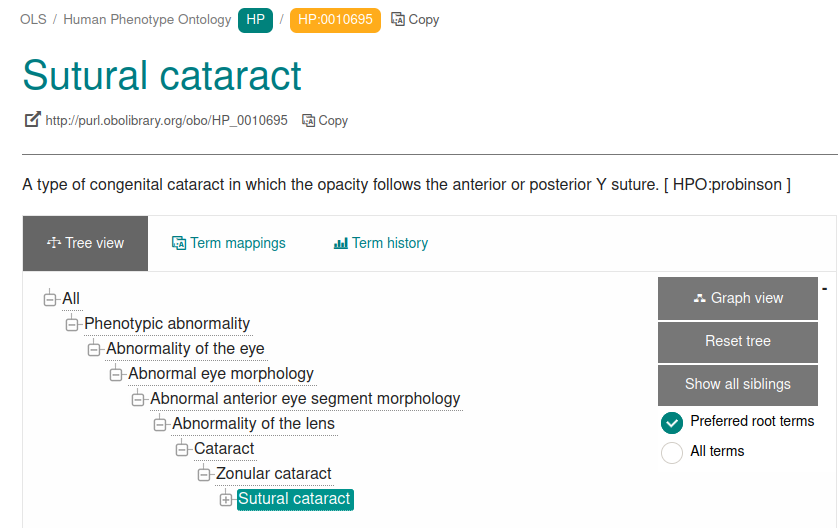 OLS / Human Phenotype Ontology HP / HP:0010695 Copy
Sutural cataract
http://purl.obolibrary.org/obo/HP_0010695 Copy
A type of congenital cataract in which the opacity follows the anterior or posterior Y suture. [ HPO:probinson ]
Tree view Term mappings Term history
All
Phenotypic abnormality
Abnormality of the eye
Abnormal eye morphology
Abnormal anterior eye segment morphology
Abnormality of the lens
Cataract
Zonular cataract
Sutural cataract
Graph view -
Reset tree
Show all siblings
Preferred root terms
All terms